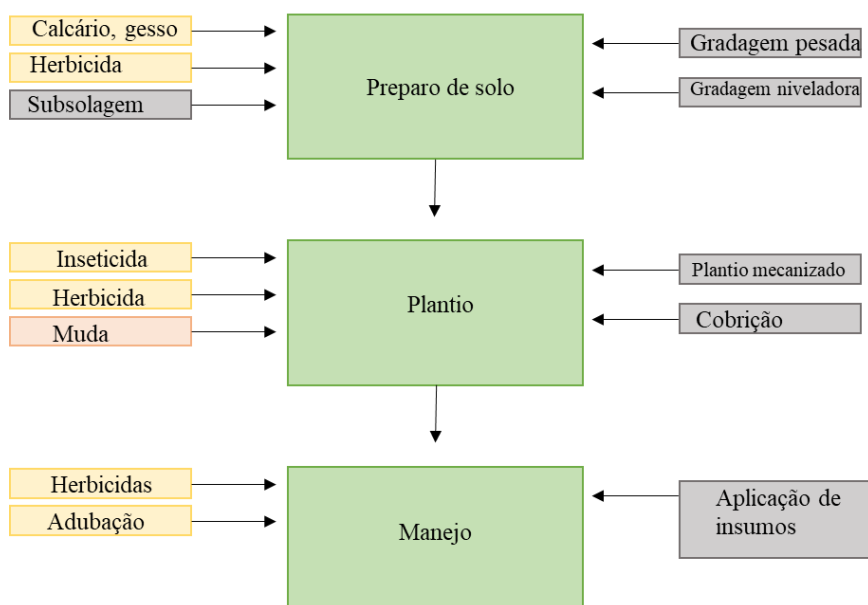 Calcário, gesso
Herbicida
Subsolagem
Preparo de solo
Gradagem pesada
Gradagem niveladora
Inseticida
Herbicida
Muda
Plantio
Plantio mecanizado
Cobrição
Herbicidas
Adubação
Manejo
Aplicação de
insumos